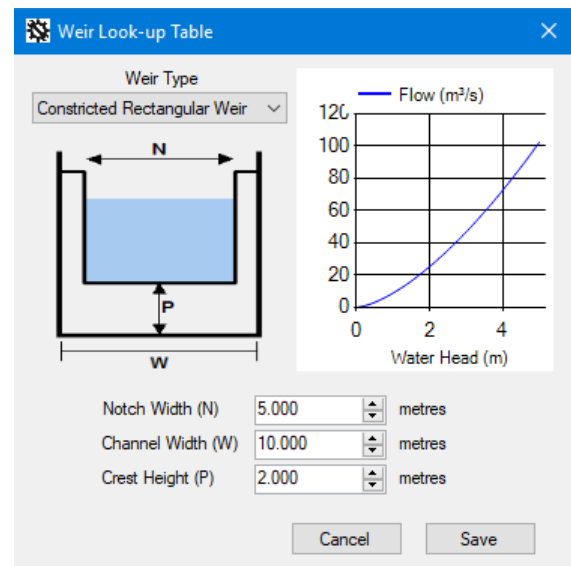 Weir Look-up Table
Weir Type
Constricted Rectangular Weir
N
P
W
Flow (m³/s)
120
100
80
60
40
20
0
0 2 4
Water Head (m)
Notch Width (N) 5.000 metres
Channel Width (W) 10.000 metres
Crest Height (P) 2.000 metres
Cancel Save